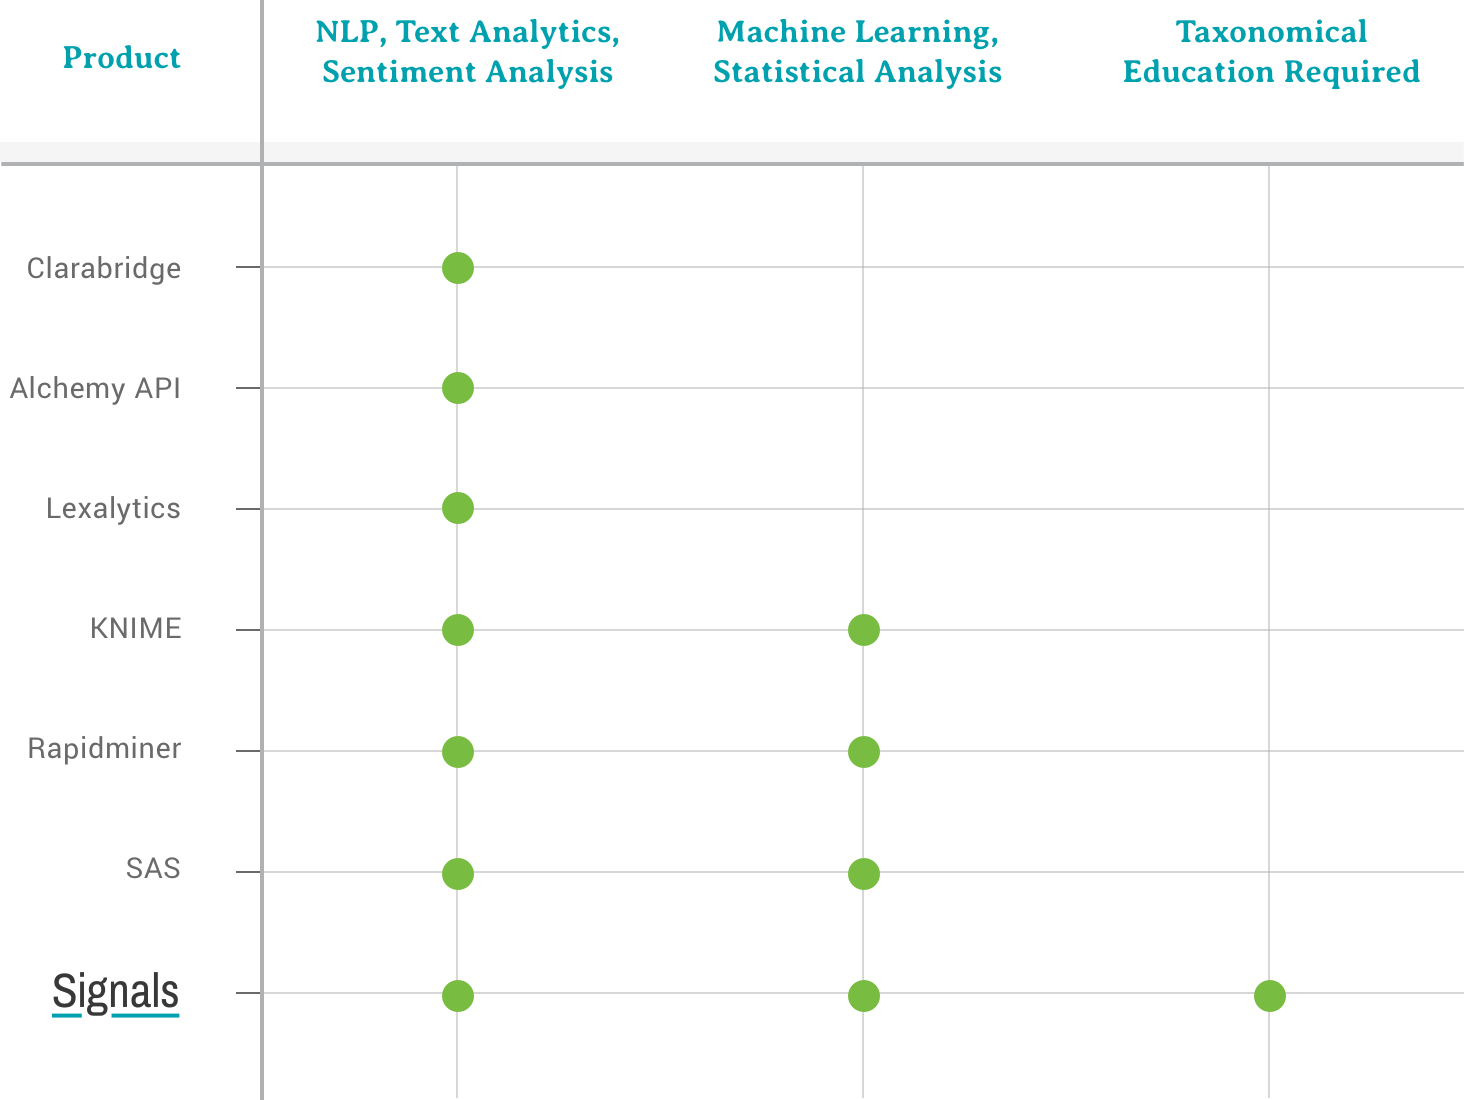 Product
NLP, Text Analytics,
Sentiment Analysis
Machine Learning,
Statistical Analysis
Taxonomical
Education Required
Clarabridge
Alchemy API
Lexalytics
KNIME
Rapidminer
SAS
Signals